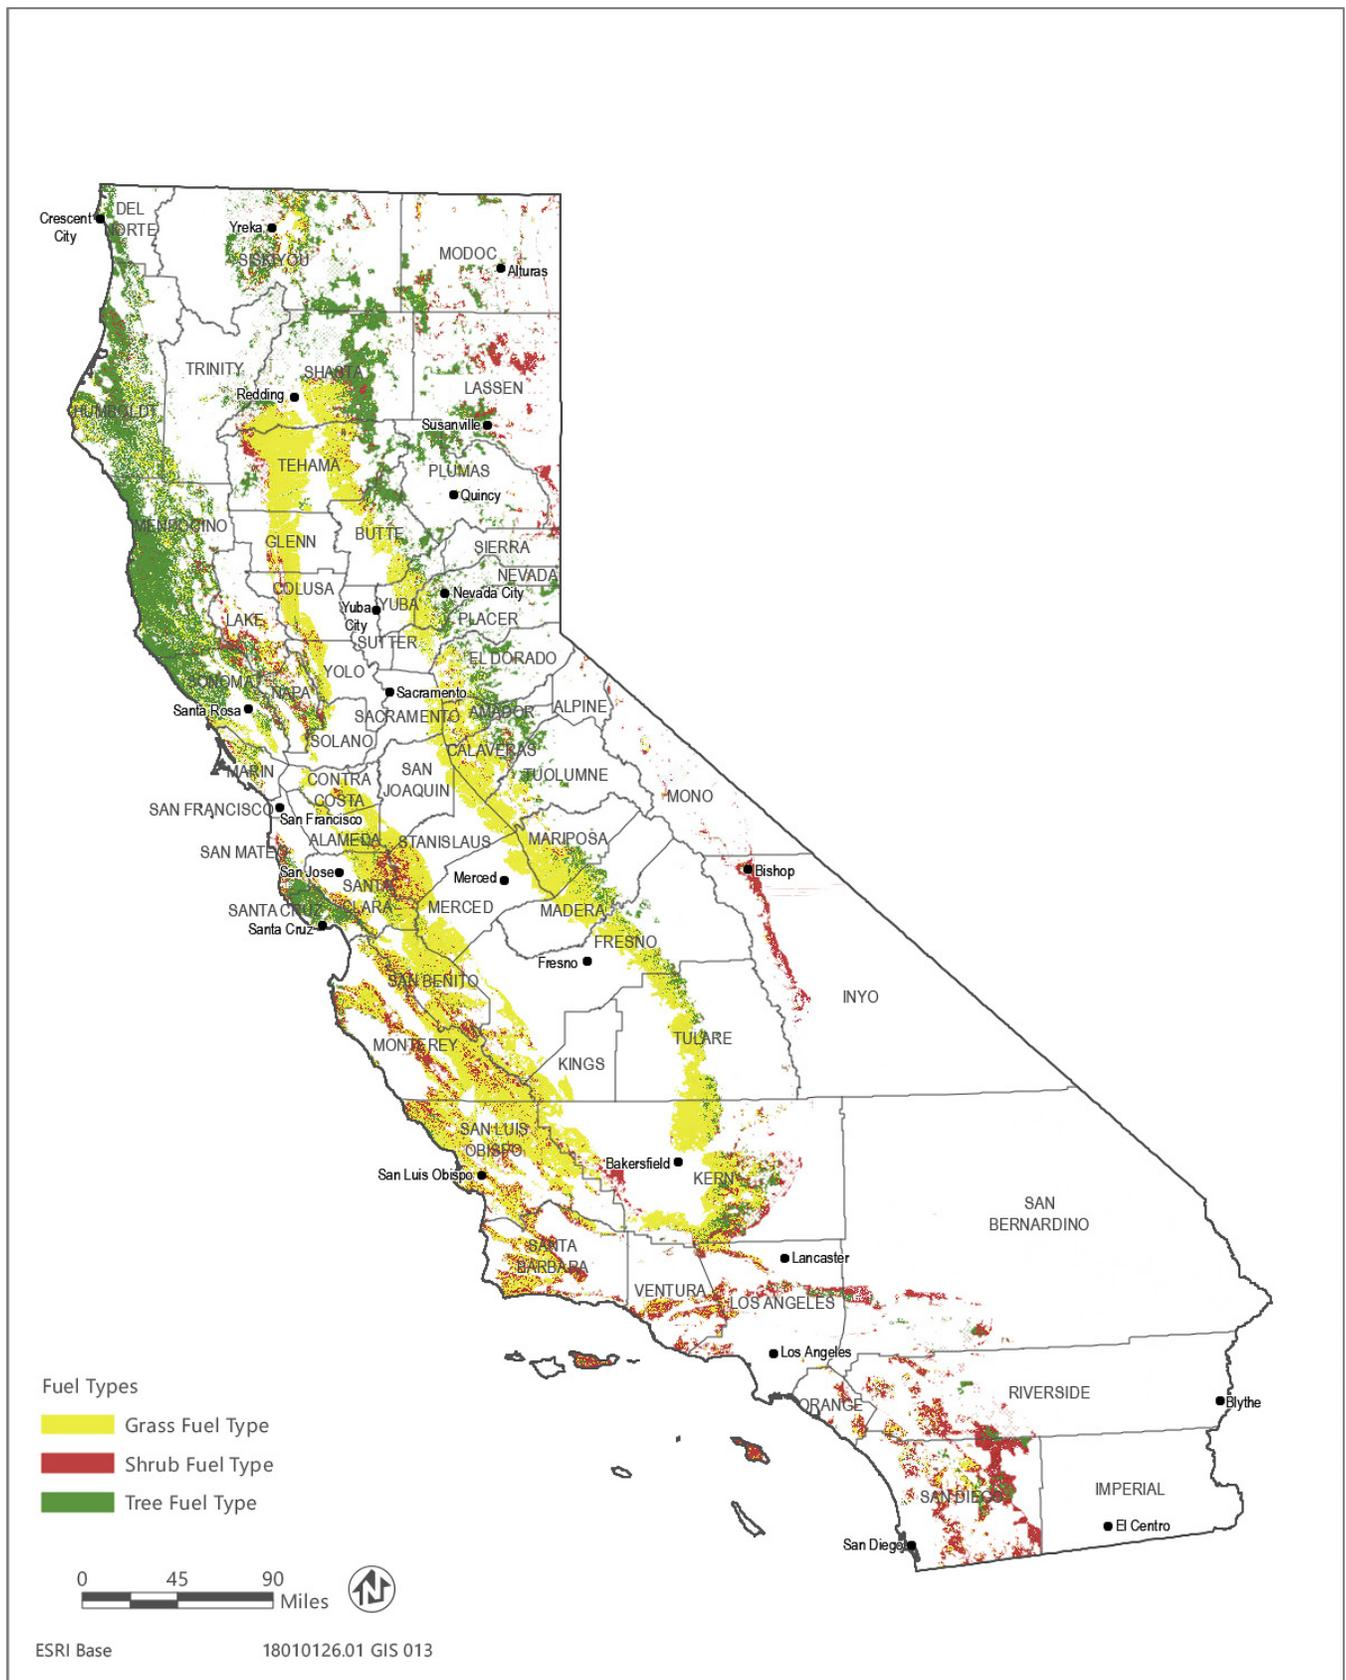 Crescent
City
DEL
NORTE
Yreka
SISKIYOU
MODOC
Alturas
TRINITY
SHASTA
Redding
LASSEN
HUMBOLDT
Susanville
TEHAMA
PLUMAS
Quincy
MENDOCINO
GLENN
BUTTE
SIERRA
NEVADA
COLUSA
Nevada City
Yuba
City
YUBA
LAKE
PLACER
SUTTER
EL DORADO
YOLO
SONOMA
NAPA
Sacramento
Santa Rosa
SACRAMENTO
AMADOR
ALPINE
SOLANO
CALAVERAS
MARIN
CONTRA
COSTA
SAN
JOAQUIN
TUOLUMNE
MONO
SAN FRANCISCO
San Francisco
ALAMEDA
STANISLAUS
MARIPOSA
SAN MATEO
San Jose
Merced
Bishop
SANTA
CLARA
SANTA CRUZ
MERCED
MADERA
Santa Cruz
FRESNO
Fresno
SAN BENITO
INYO
MONTEREY
TULARE
KINGS
SAN LUIS
OBISPO
Bakersfield
San Luis Obispo
KERN
SAN
BERNARDINO
SANTA
BARBARA
Lancaster
VENTURA
LOS ANGELES
Los Angeles
RIVERSIDE
ORANGE
Blythe
SAN DIEGO
IMPERIAL
El Centro
San Diego
Fuel Types
Grass Fuel Type
Shrub Fuel Type
Tree Fuel Type
0 45 90
Miles
N
ESRI Base 18010126.01 GIS 013